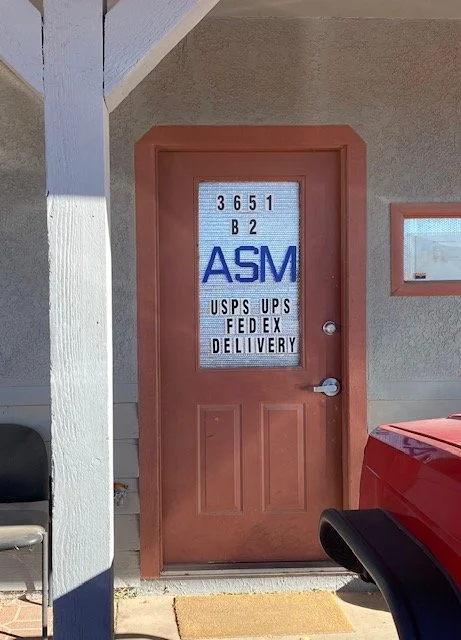 3651
B2
ASM
USPS UPS
FEDEX
DELIVERY